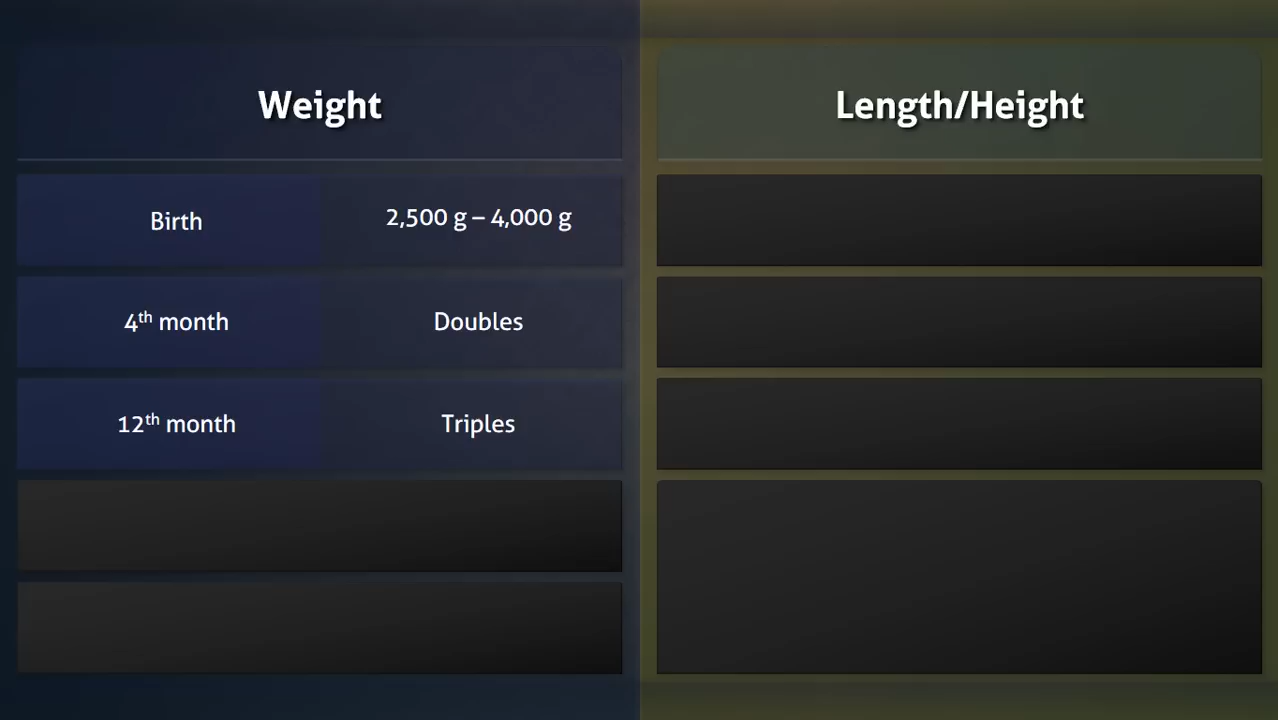 Weight
Length/Height
Birth
2,500 g – 4,000 g
4th month
Doubles
12th month
Triples